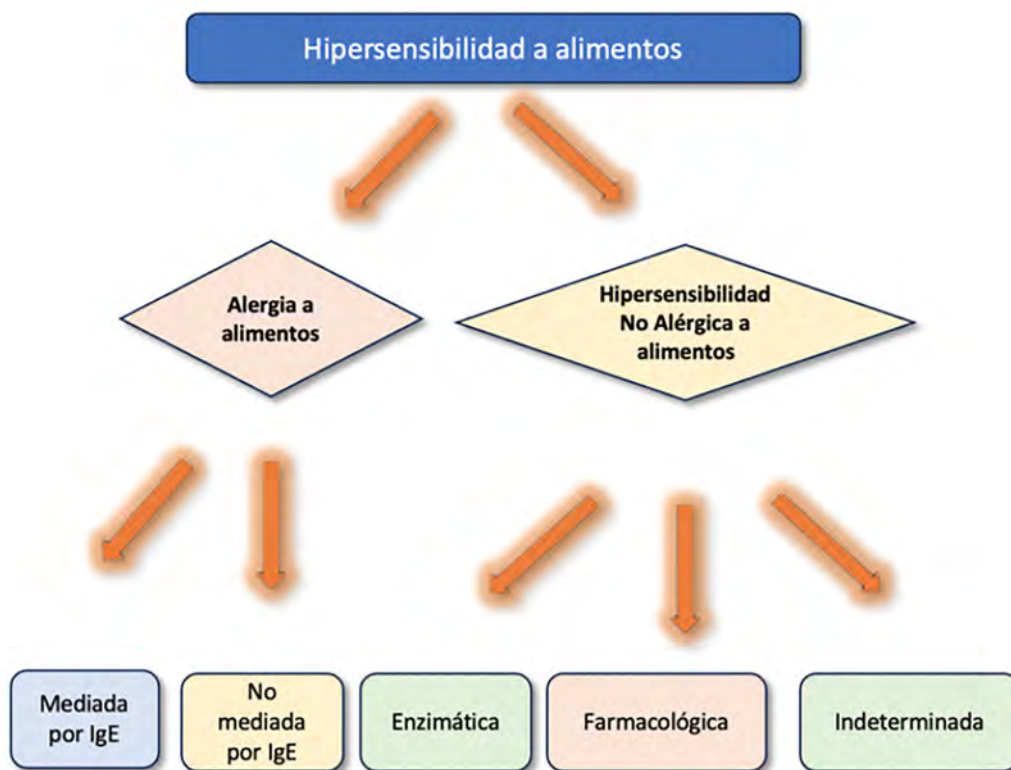 Hipersensibilidad a alimentos
Alergia a
alimentos
Hipersensibilidad
No Alérgica a
alimentos
Mediada
por IgE
No
mediada
por IgE
Enzimática
Farmacológica
Indeterminada